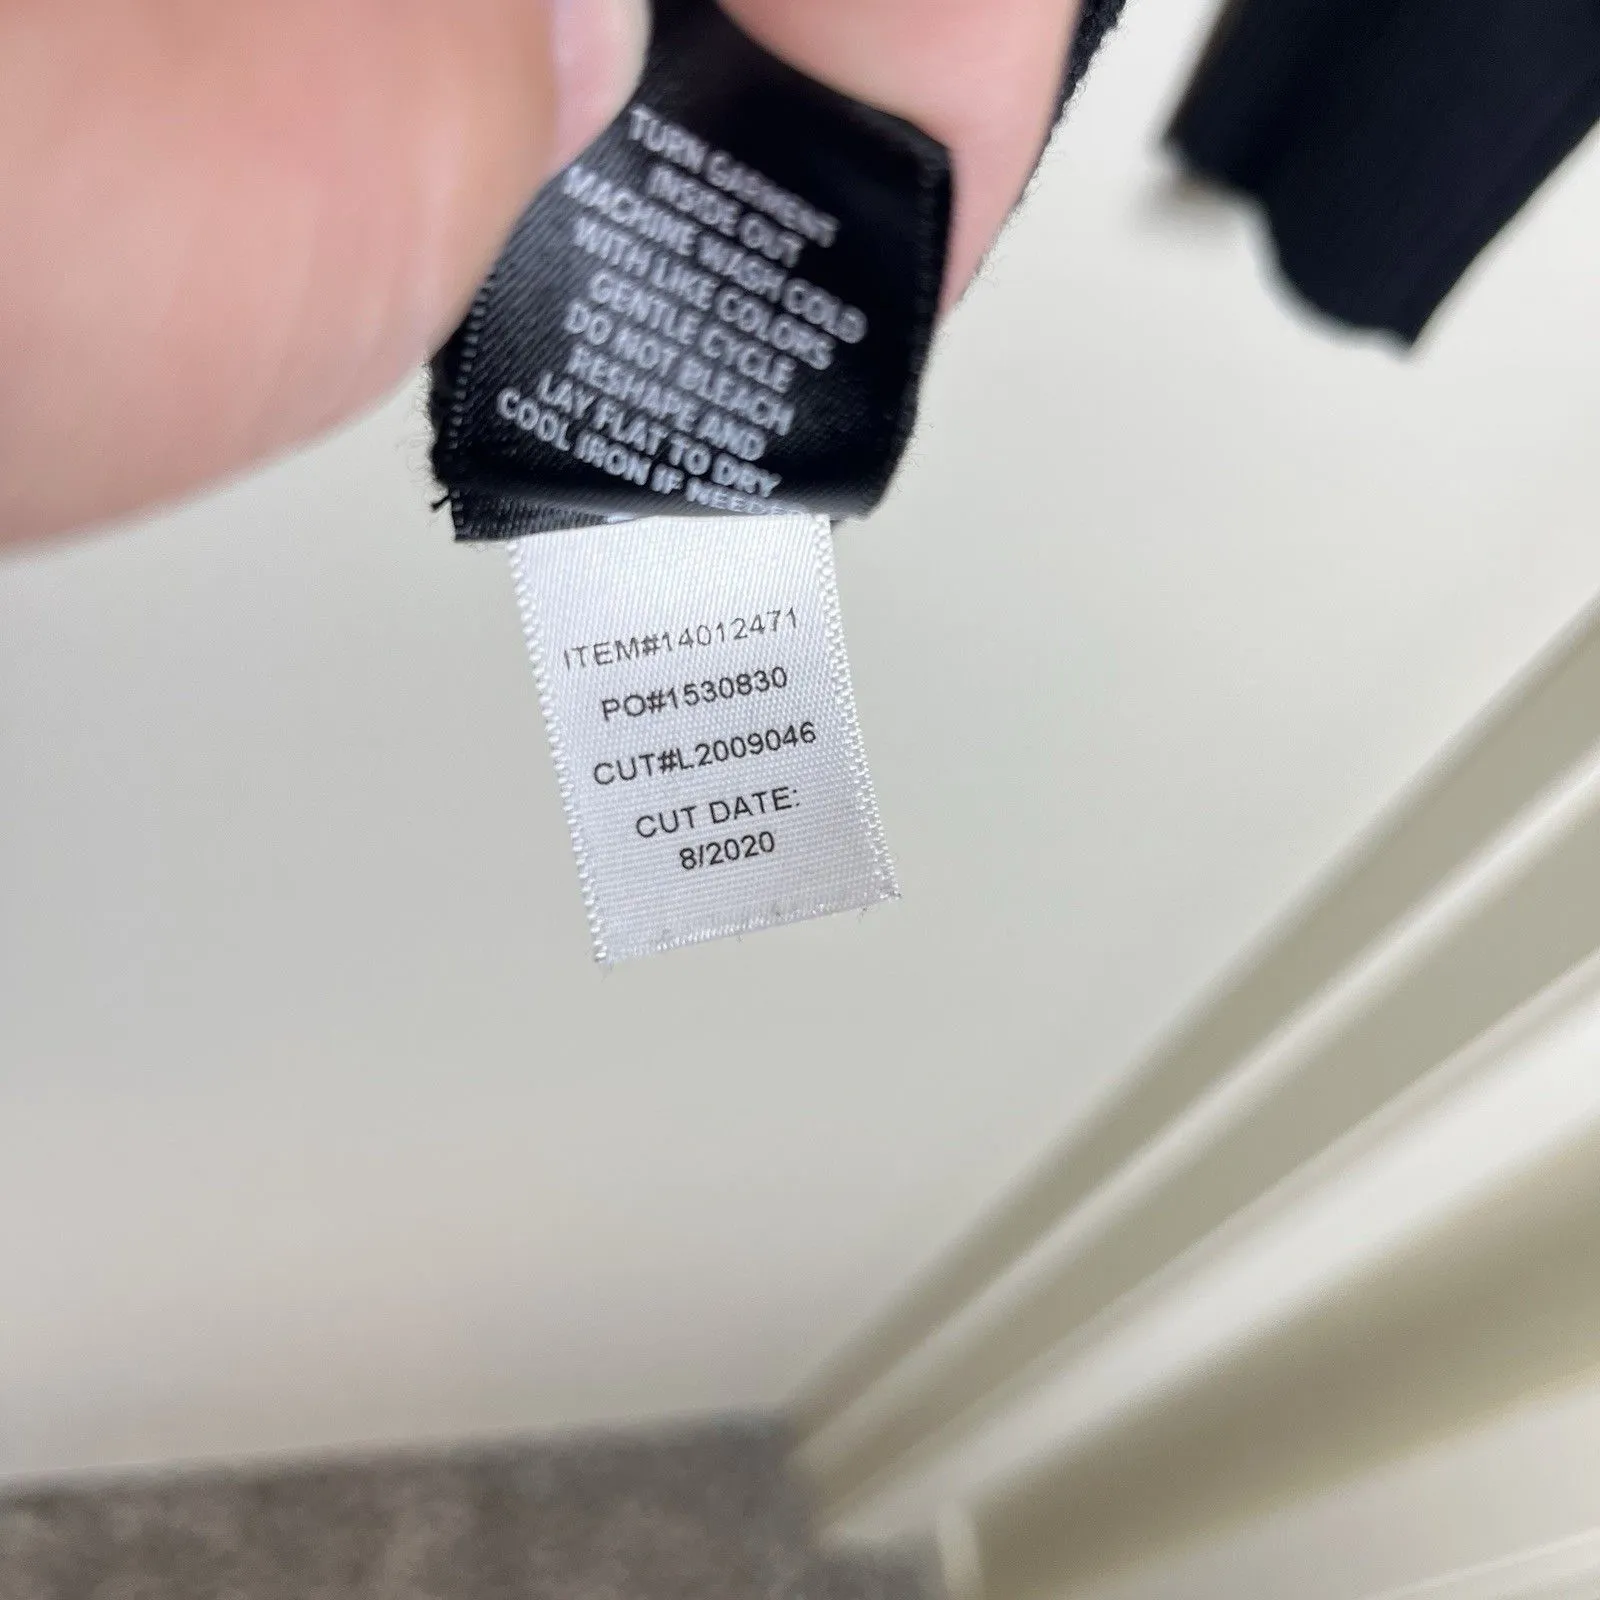 TURN GARMENT
INSIDE OUT
MACHINE WASH COLD
WITH LIKE COLORS
GENTLE CYCLE
DO NOT BLEACH
RESHAPE AND
LAY FLAT TO DRY
COOL IRON IF
ITEM#14012471
PO#1530830
CUT#L2009046
CUT DATE:
8/2020